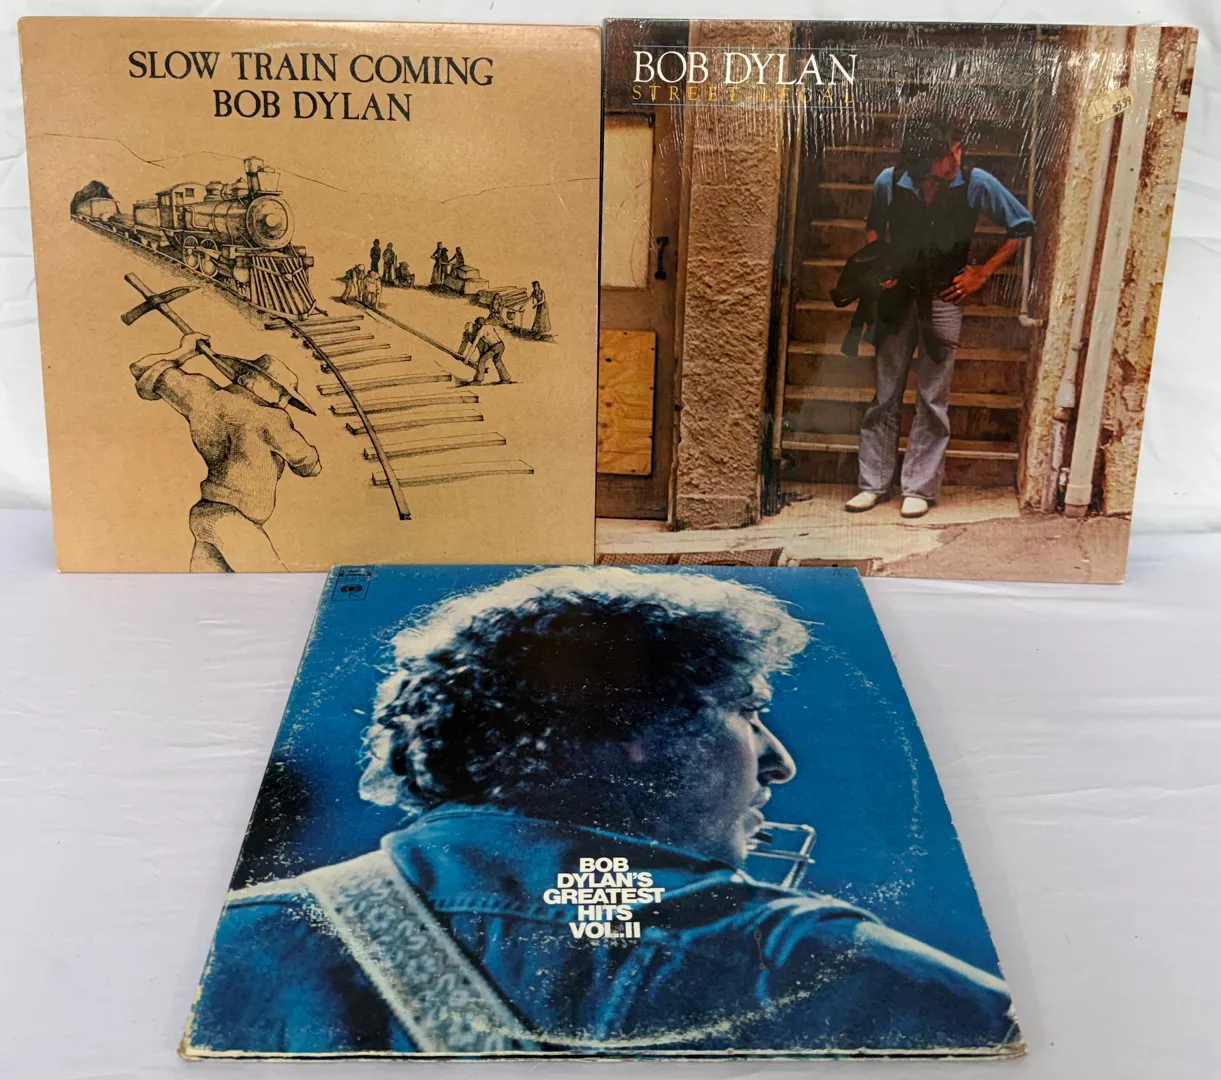 SLOW TRAIN COMING
BOB DYLAN
BOB DYLAN
STREET LEGAL
BOB
DYLAN'S
GREATEST
HITS
VOL.II